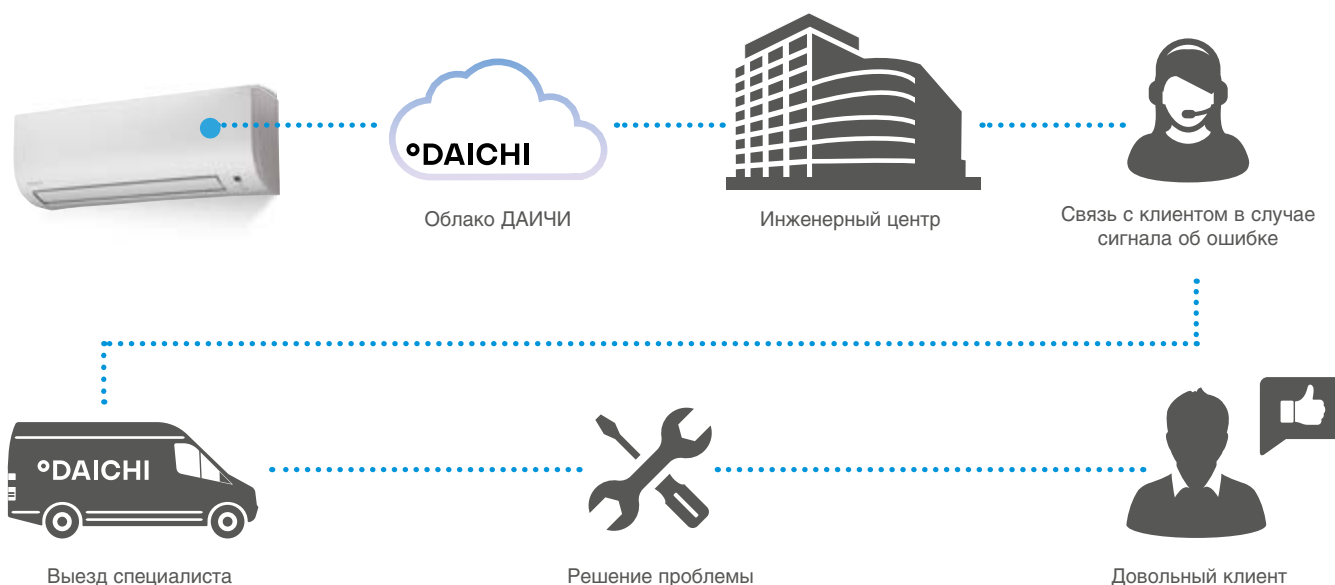 °DAICHI
Облако ДАИЧИ
Инженерный центр
Связь с клиентом в случае
сигнала об ошибке
°DAICHI
Выезд специалиста
Решение проблемы
Довольный клиент